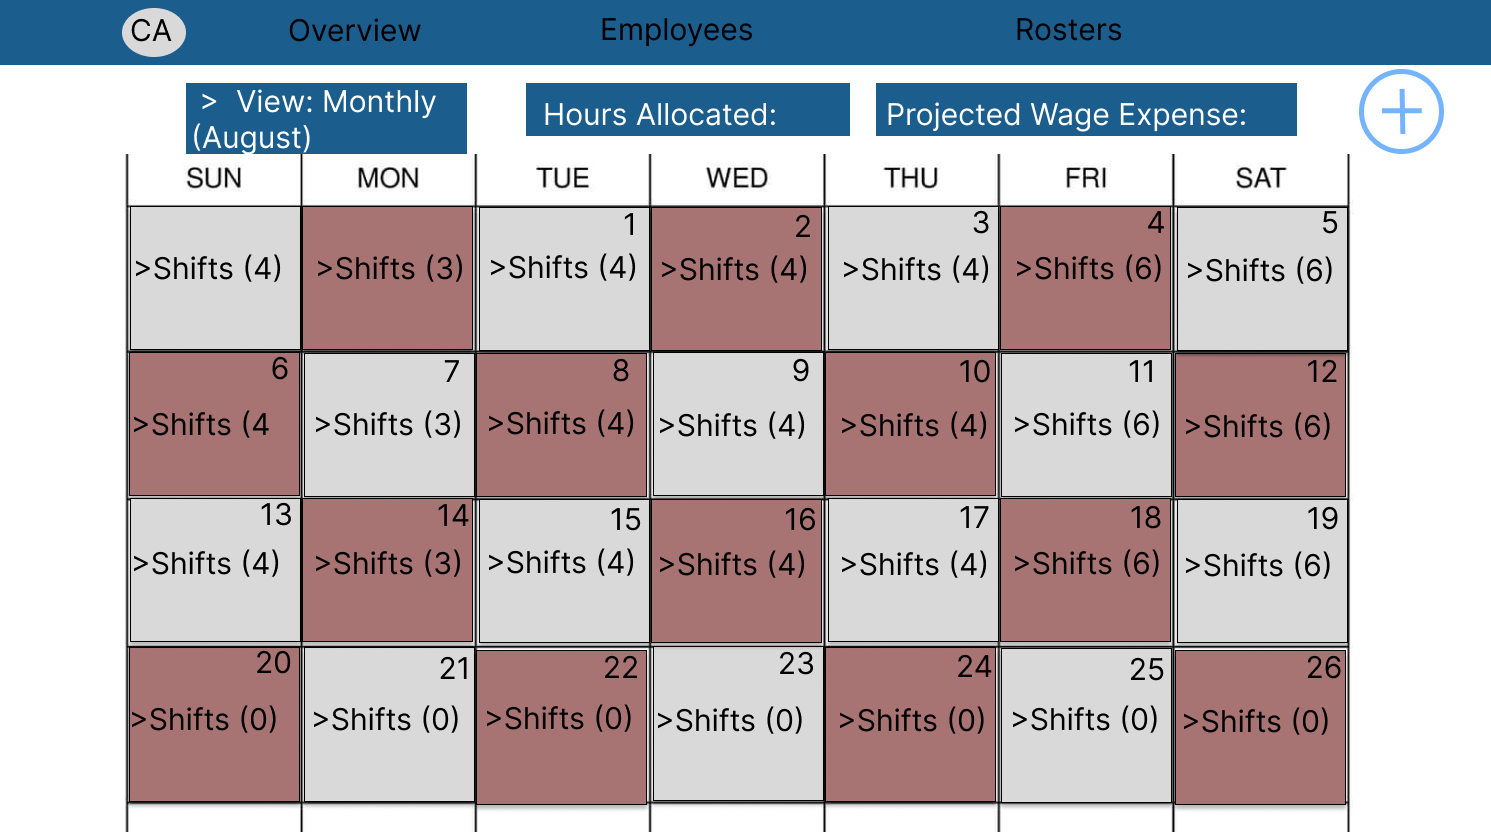 CA Overview Employees Rosters
> View: Monthly
(August)
Hours Allocated:
Projected Wage Expense:
SUN MON TUE WED THU FRI SAT
1 2 3 4 5
>Shifts (4) >Shifts (3) >Shifts (4) >Shifts (4) >Shifts (4) >Shifts (6) >Shifts (6)
6 7 8 9 10 11 12
>Shifts (4 >Shifts (3) >Shifts (4) >Shifts (4) >Shifts (4) >Shifts (6) >Shifts (6)
13 14 15 16 17 18 19
>Shifts (4) >Shifts (3) >Shifts (4) >Shifts (4) >Shifts (4) >Shifts (6) >Shifts (6)
20 21 22 23 24 25 26
>Shifts (0) >Shifts (0) >Shifts (0) >Shifts (0) >Shifts (0) >Shifts (0) >Shifts (0)